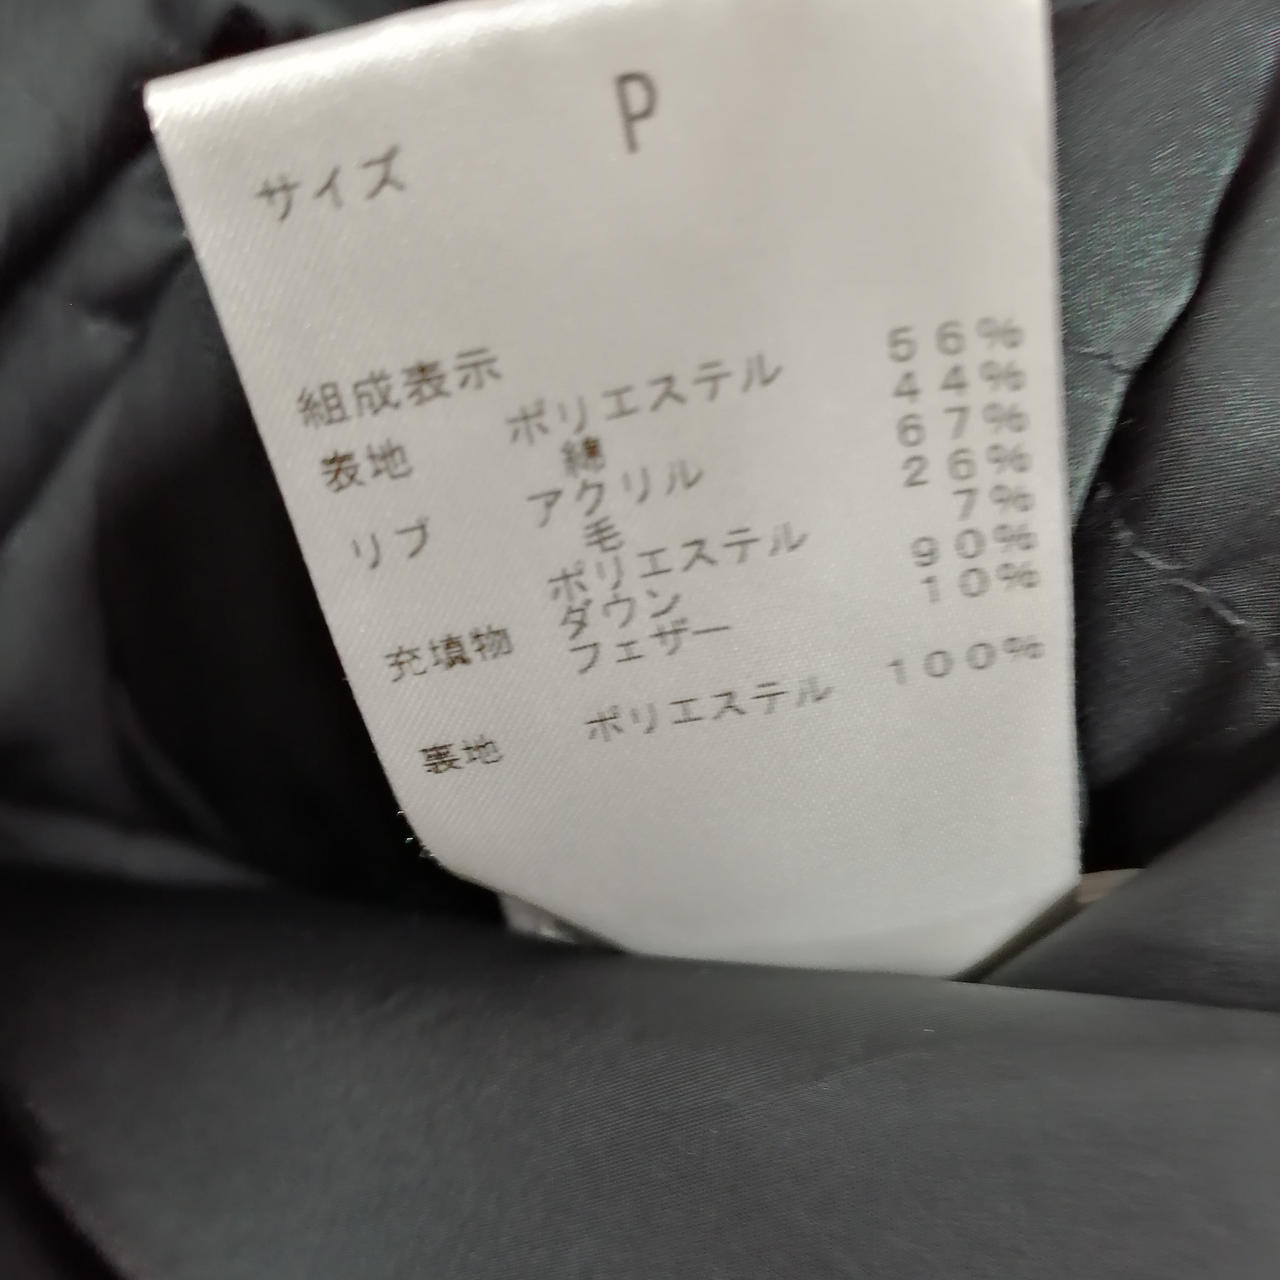 サイズ P
組成表示
表地 ポリエステル 56%
綿 44%
リブ アクリル 67%
毛 26%
ポリエステル 7%
充填物 ダウン 90%
フェザー 10%
裏地 ポリエステル 100%